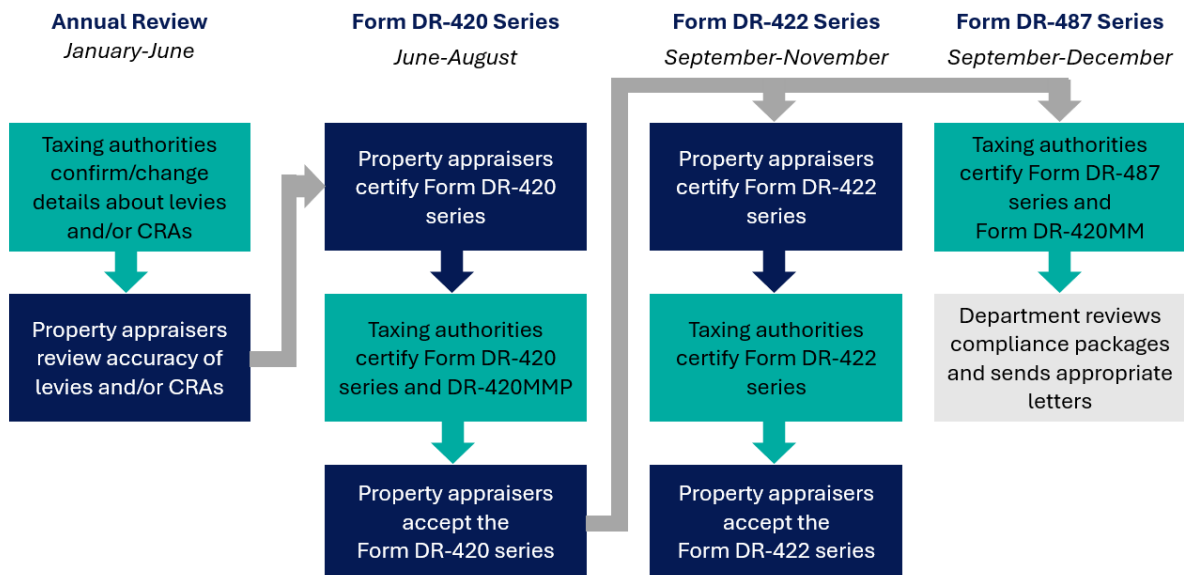 Annual Review
January-June
Taxing authorities
confirm/change
details about levies
and/or CRAs
Property appraisers
review accuracy of
levies and/or CRAs
Form DR-420 Series
June-August
Property appraisers
certify Form DR-420
series
Taxing authorities
certify Form DR-420
series and DR-420MMP
Property appraisers
accept the
Form DR-420 series
Form DR-422 Series
September-November
Property appraisers
certify Form DR-422
series
Taxing authorities
certify Form DR-422
series
Property appraisers
accept the
Form DR-422 series
Form DR-487 Series
September-December
Taxing authorities
certify Form DR-487
series and
Form DR-420MM
Department reviews
compliance packages
and sends appropriate
letters